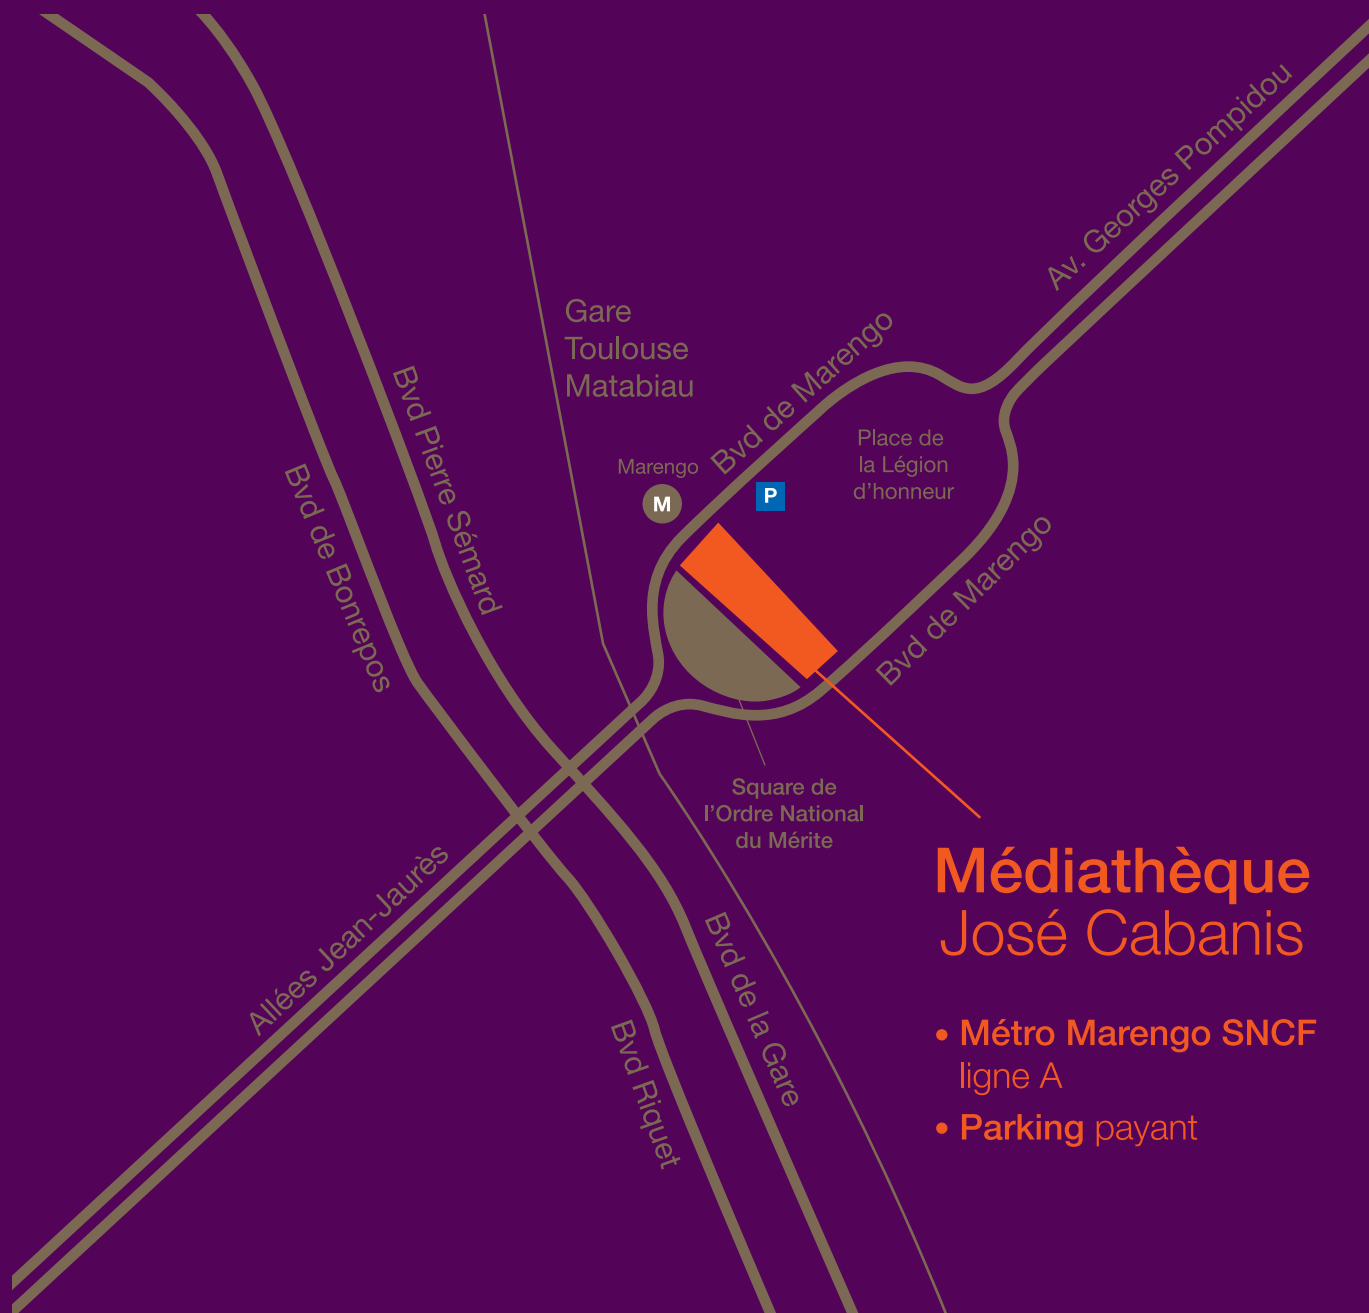 Av. Georges Pompidou
Gare
Toulouse
Matabiau
Bvd de Marengo
Bvd Pierre Sémard
Place de
la Légion
d’honneur
Marengo
M
P
Bvd de Bonrepos
Bvd de Marengo
Square de
l’Ordre National
du Mérite
Allées Jean-Jaurès
Médiathèque
José Cabanis
Bvd de la Gare
Bvd Riquet
• Métro Marengo SNCF
ligne A
• Parking payant